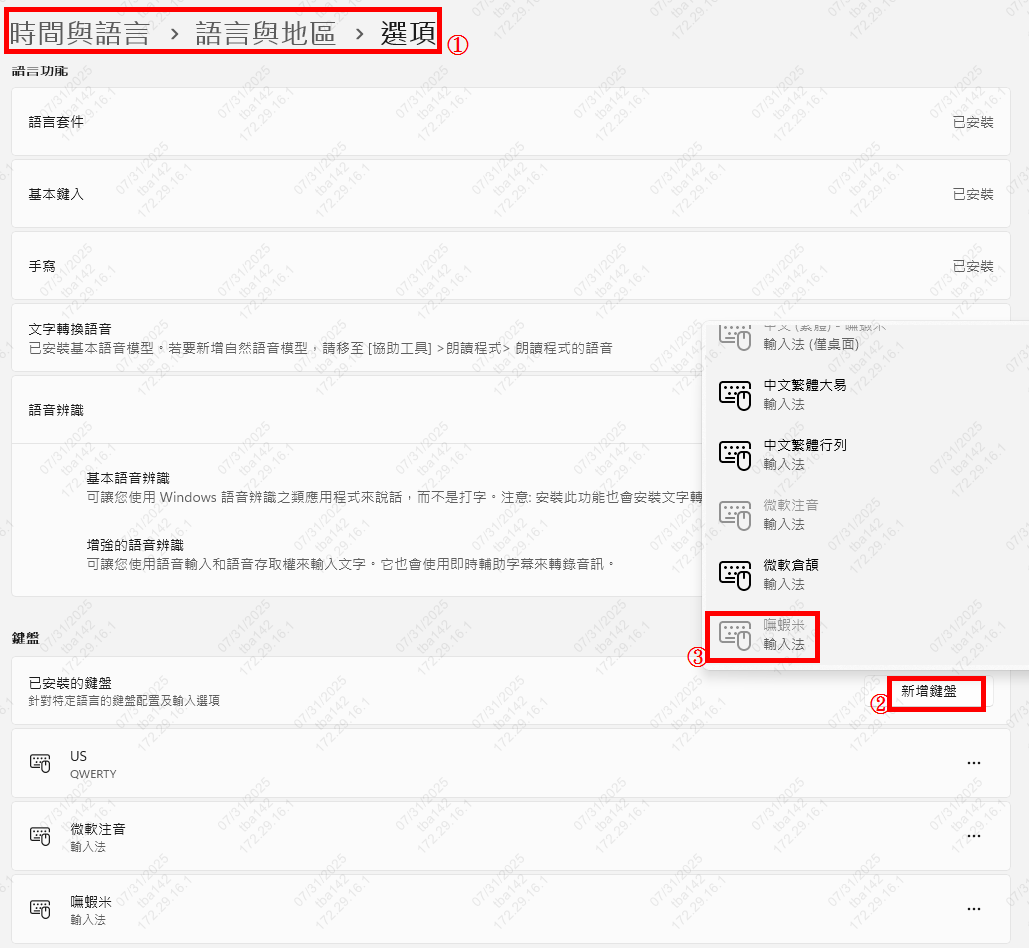 時間與語言 › 語言與地區 › 選項 ①
語言功能
語言套件 已安裝
基本鍵入 已安裝
手寫 已安裝
文字轉換語音
已安裝基本語音模型。若要新增自然語音模型，請移至 [協助工具] >朗讀程式> 朗讀程式的語音
語音辨識
基本語音辨識
可讓您使用 Windows 語音辨識之類應用程式來說話，而不是打字。注意: 安裝此功能也會安裝文字轉
增強的語音辨識
可讓您使用語音輸入和語音存取權來輸入文字。它也會使用即時輔助字幕來轉錄音訊。
中文 (繁體) - 嘸蝦米
輸入法 (僅桌面)
中文繁體大易
輸入法
中文繁體行列
輸入法
微軟注音
輸入法
微軟倉頡
輸入法
嘸蝦米
輸入法
③
鍵盤
已安裝的鍵盤
針對特定語言的鍵盤配置及輸入選項
② 新增鍵盤
US
QWERTY
微軟注音
輸入法
嘸蝦米
輸入法
07/31/2025
tba142
172.29.16.1